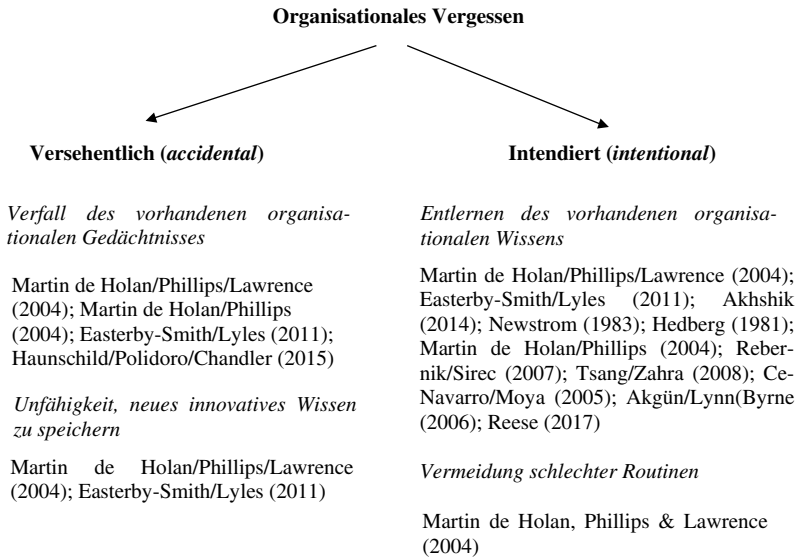 Organisationales Vergessen
Versehentlich (accidental)
Verfall des vorhandenen organisa-
tionalen Gedächtnisses
Martin de Holan/Phillips/Lawrence
(2004); Martin de Holan/Phillips
(2004); Easterby-Smith/Lyles (2011);
Haunschild/Polidoro/Chandler (2015)
Unfähigkeit, neues innovatives Wissen
zu speichern
Martin de Holan/Phillips/Lawrence
(2004); Easterby-Smith/Lyles (2011)
Intendiert (intentional)
Entlernen des vorhandenen organisa-
tionalen Wissens
Martin de Holan/Phillips/Lawrence (2004);
Easterby-Smith/Lyles (2011); Akhshik
(2014); Newstrom (1983); Hedberg (1981);
Martin de Holan/Phillips (2004); Reber-
nik/Sirec (2007); Tsang/Zahra (2008); Ce-
Navarro/Moya (2005); Akgün/Lynn(Byrne
(2006); Reese (2017)
Vermeidung schlechter Routinen
Martin de Holan, Phillips & Lawrence
(2004)